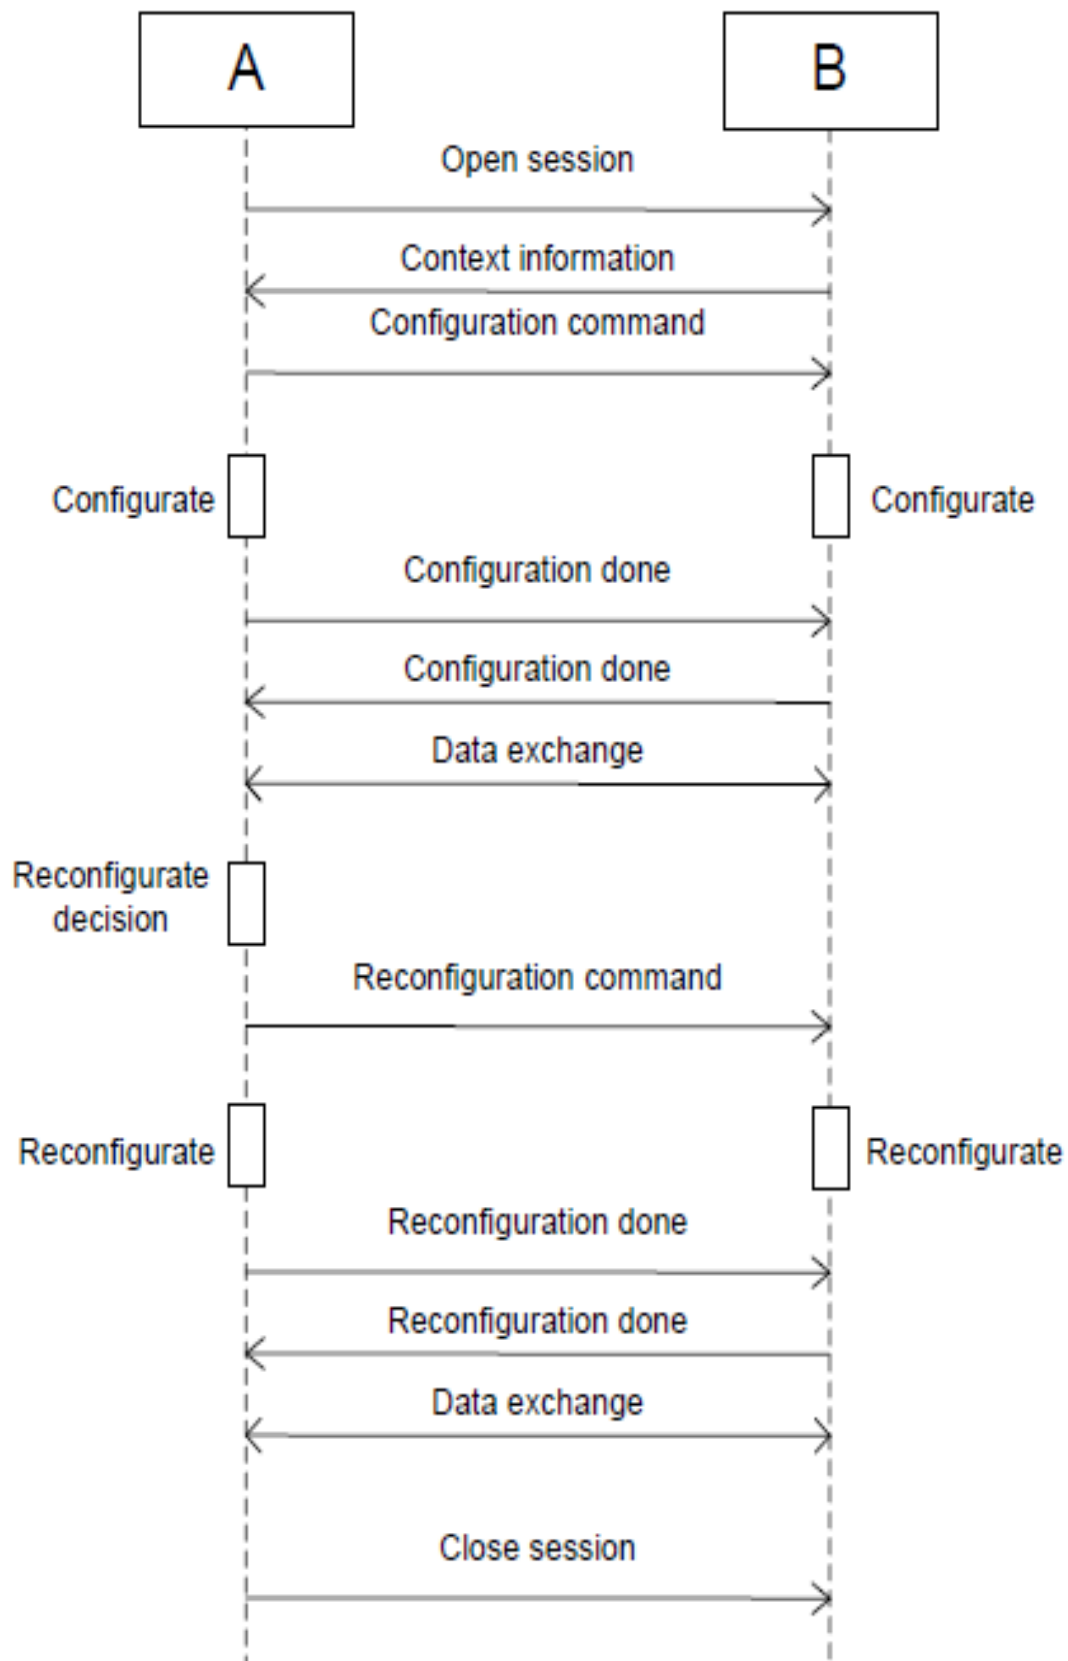 A
B
Open session
Context information
Configuration command
Configurate
Configurate
Configuration done
Configuration done
Data exchange
Reconfigurate
decision
Reconfiguration command
Reconfigurate
Reconfigurate
Reconfiguration done
Reconfiguration done
Data exchange
Close session